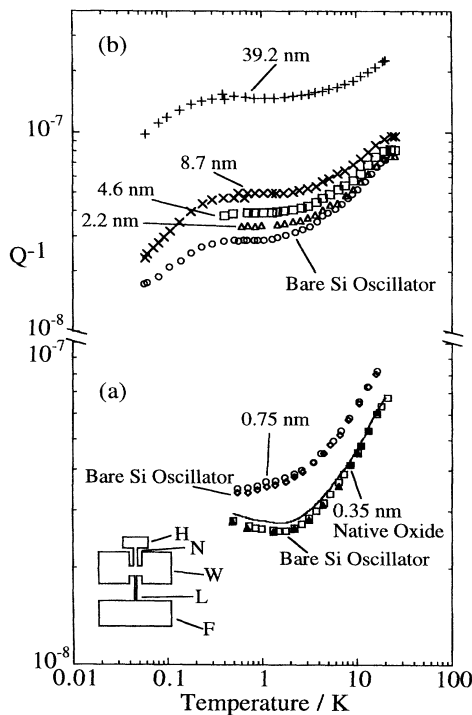 (b)
39.2 nm
10⁻⁷
8.7 nm
4.6 nm
2.2 nm
Q⁻¹
Bare Si Oscillator
10⁻⁸
10⁻⁷
(a)
0.75 nm
Bare Si Oscillator
0.35 nm
Native Oxide
Bare Si Oscillator
H
N
W
L
F
10⁻⁸
0.01 0.1 1 10 100
Temperature / K